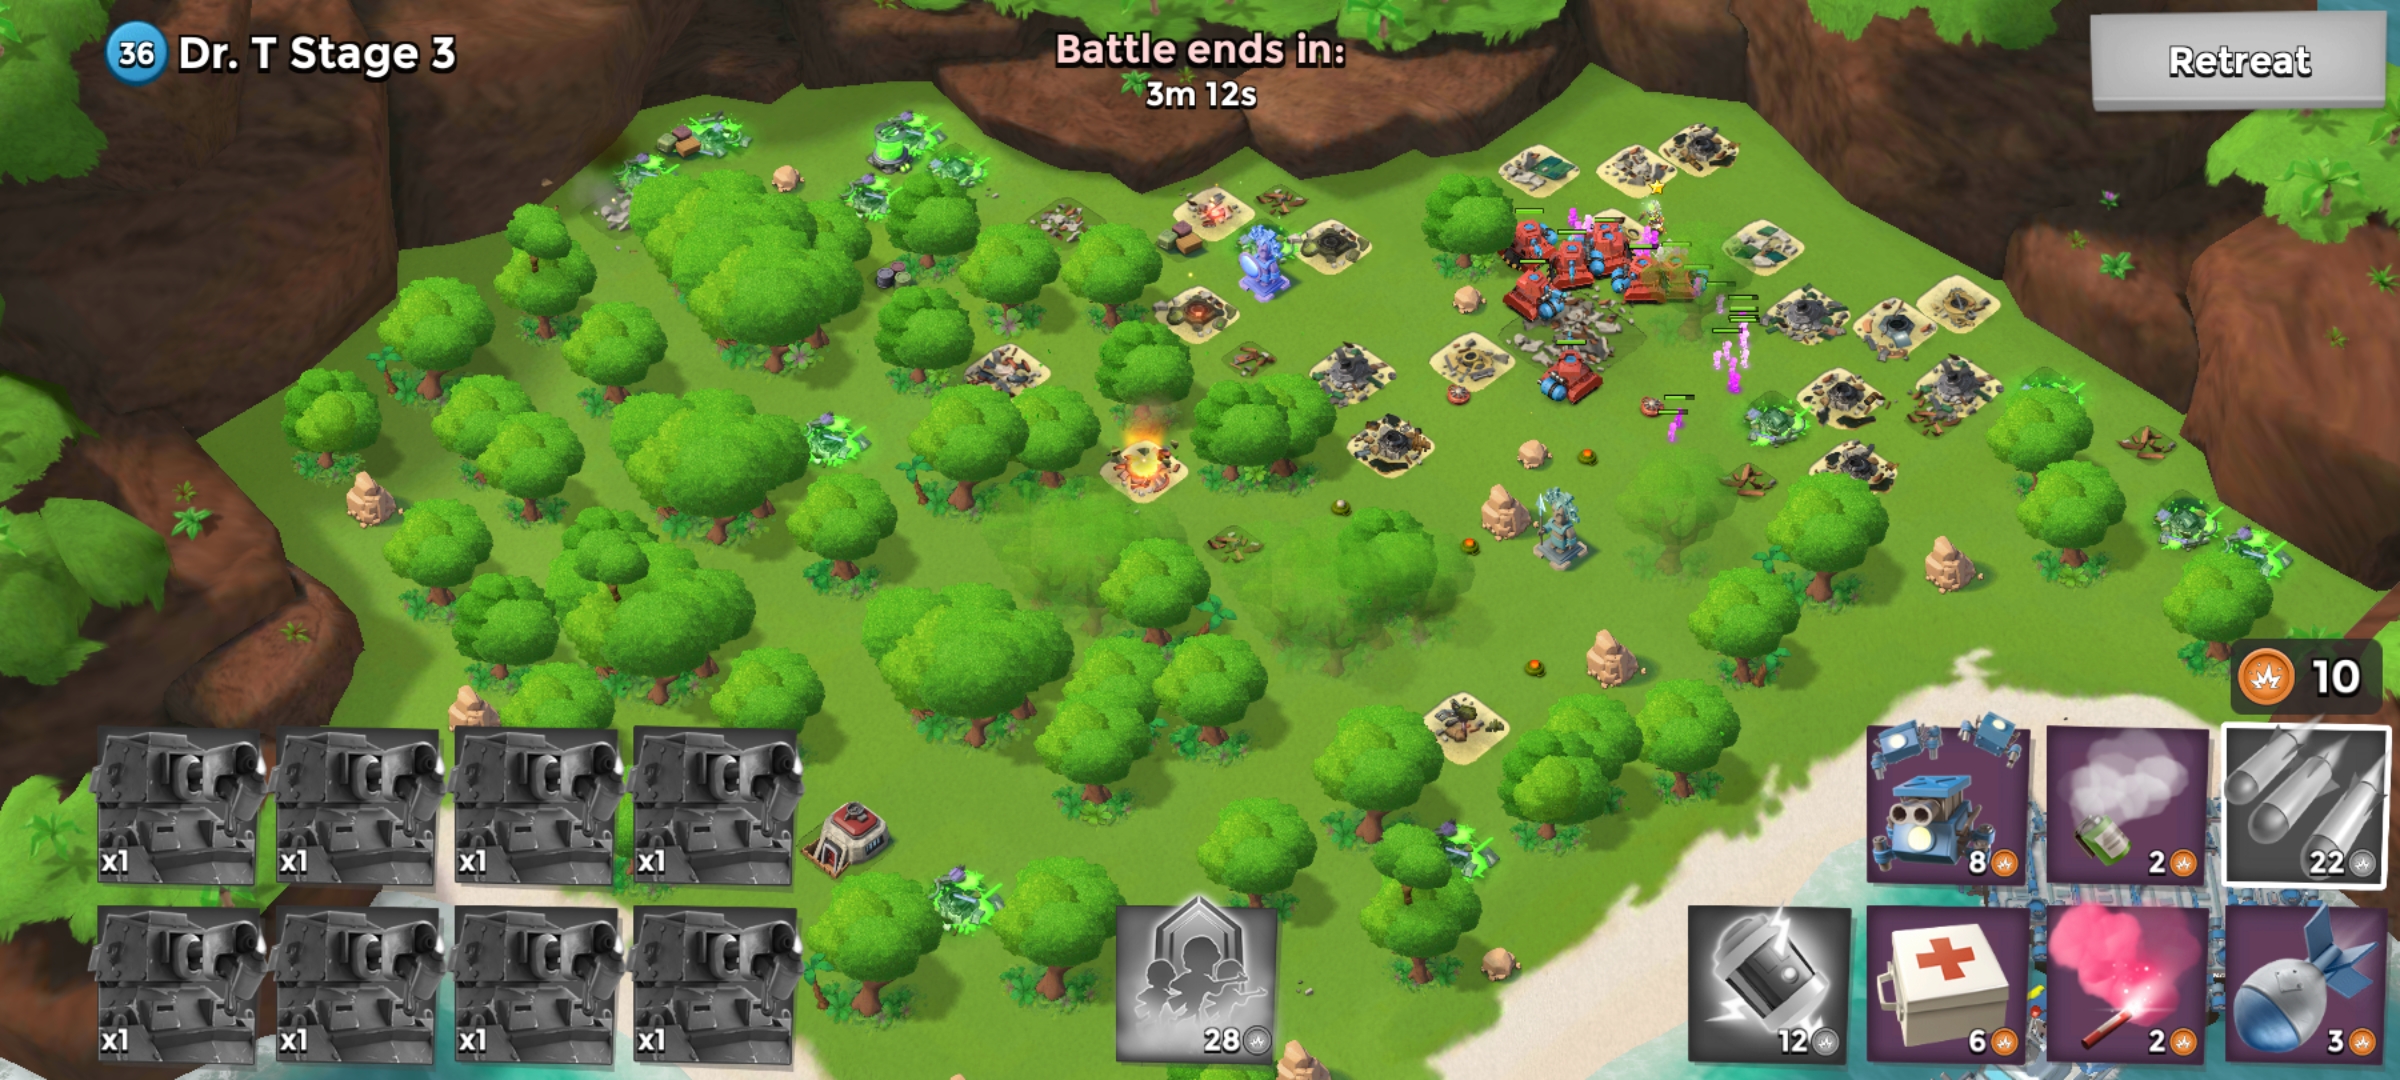 36 Dr. T Stage 3
Battle ends in:
3m 12s
Retreat
10
8
2
22
x1
x1
x1
x1
x1
x1
x1
x1
28
12
6
2
3